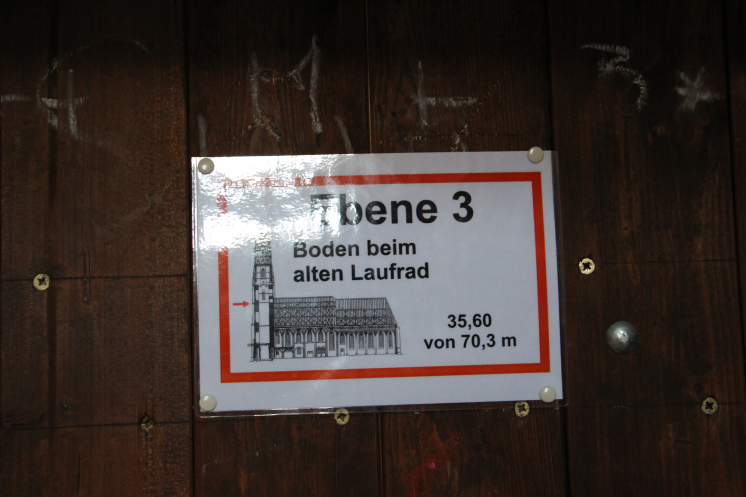 M + B *
Ebene 3
Boden beim
alten Laufrad
35,60
von 70,3 m